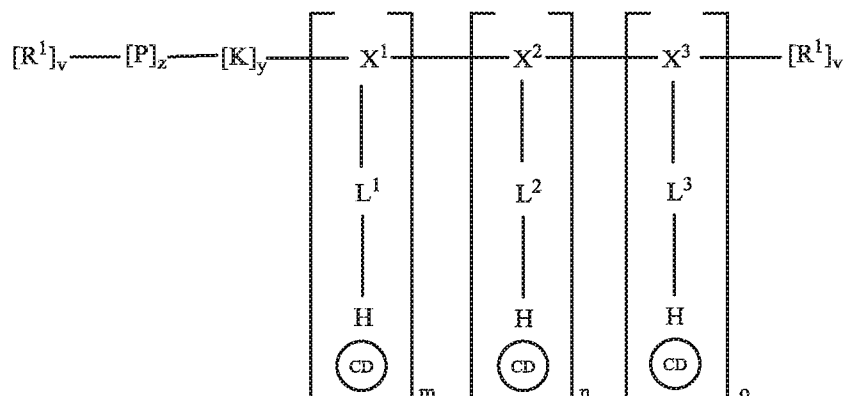 [R¹]ᵥ—[P]z—[K]y—X¹—X²—X³—[R¹]ᵥ
L¹ L² L³
H H H
CD CD CD
m n o